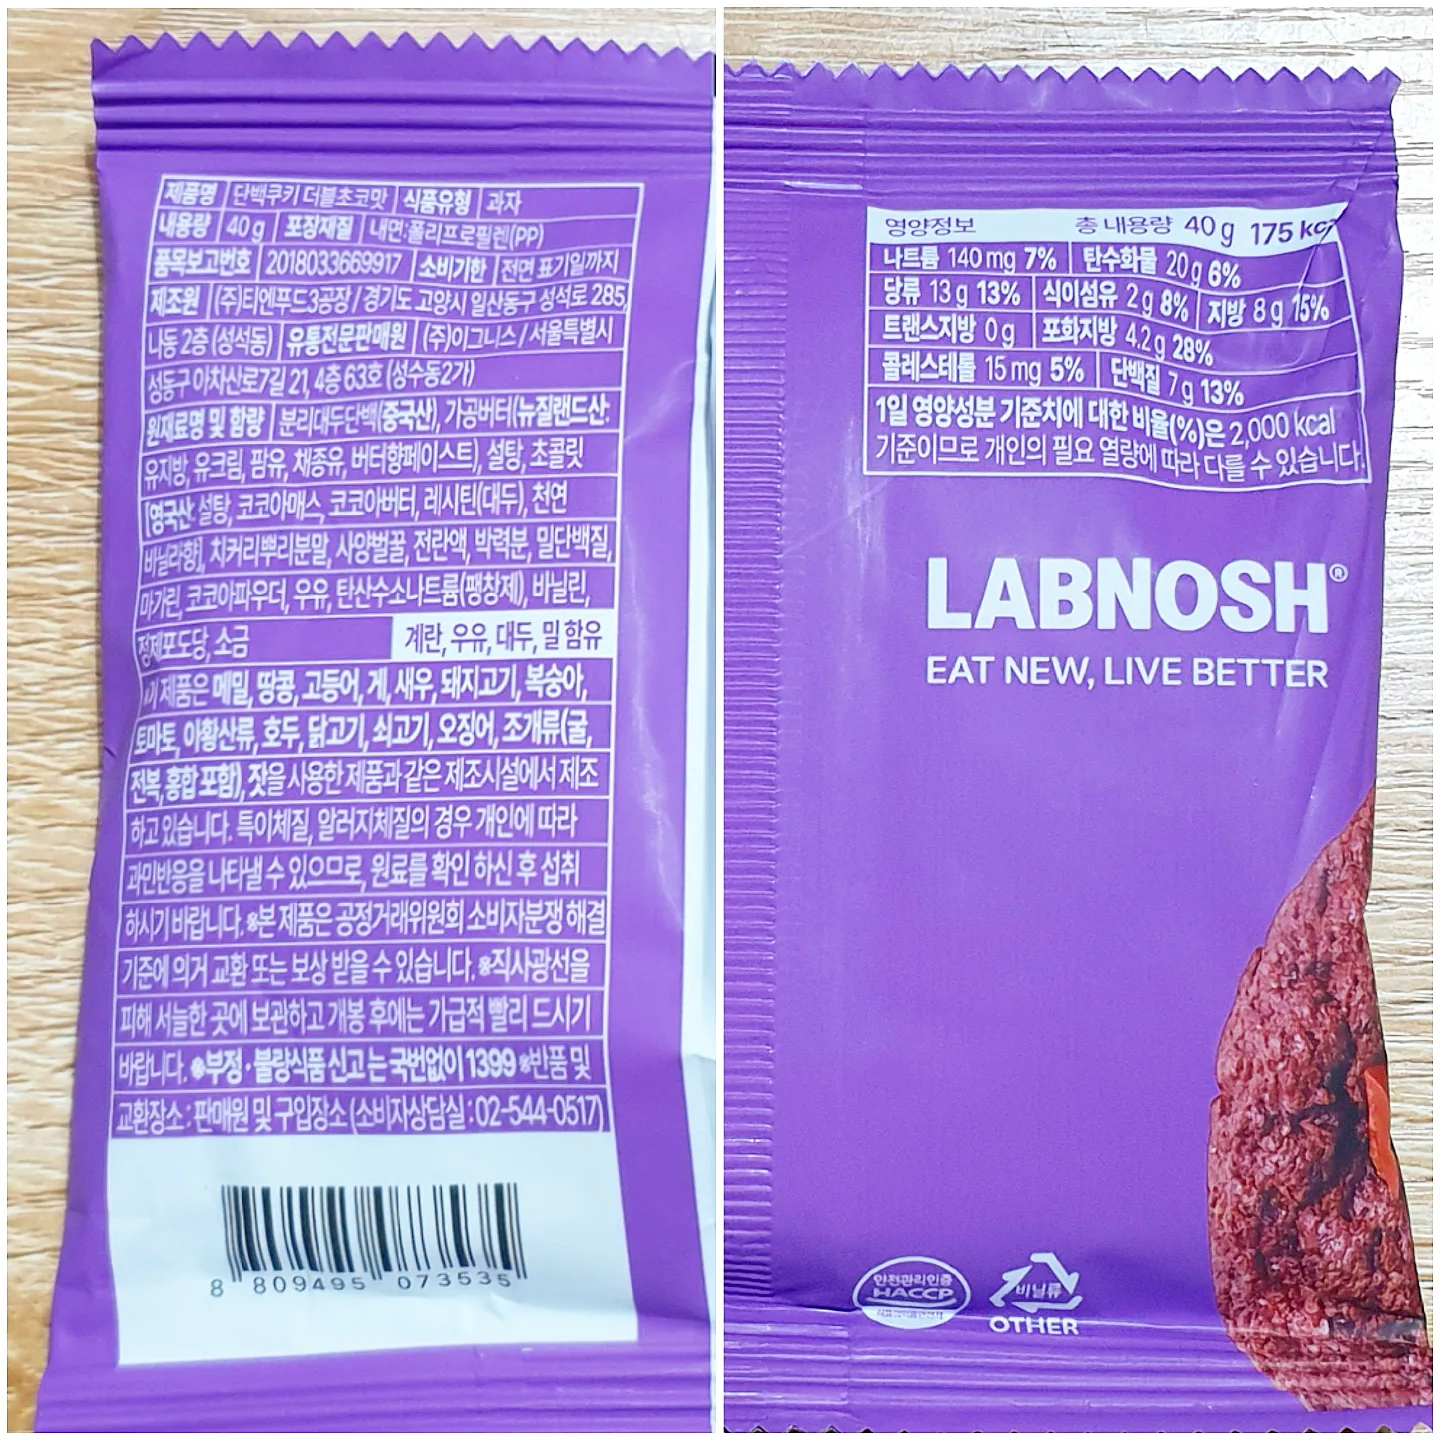 제품명 단백쿠키 더블초코맛 식품유형 과자
내용량 40 g 포장재질 내면:폴리프로필렌(PP)
품목보고번호 2018033669917 소비기한 전면 표기일까지
제조원 (주)티엔푸드3공장 / 경기도 고양시 일산동구 성석로 285,
나동 2층 (성석동) 유통전문판매원 (주)이그니스 / 서울특별시
성동구 아차산로7길 21, 4층 63호 (성수동2가)
원재료명 및 함량 분리대두단백(중국산), 가공버터(뉴질랜드산:
유지방, 유크림, 팜유, 채종유, 버터향페이스트), 설탕, 초콜릿
[영국산: 설탕, 코코아매스, 코코아버터, 레시틴(대두), 천연
바닐라향], 치커리뿌리분말, 사양벌꿀, 전란액, 박력분, 밀단백질,
마가린, 코코아파우더, 우유, 탄산수소나트륨(팽창제), 바닐린,
정제포도당, 소금 계란, 우유, 대두, 밀 함유
제품은 메밀, 땅콩, 고등어, 게, 새우, 돼지고기, 복숭아,
토마토, 아황산류, 호두, 닭고기, 쇠고기, 오징어, 조개류(굴,
전복, 홍합 포함), 잣을 사용한 제품과 같은 제조시설에서 제조
하고 있습니다. 특이체질, 알러지체질의 경우 개인에 따라
과민반응을 나타낼 수 있으므로, 원료를 확인 하신 후 섭취
하시기 바랍니다. ※본 제품은 공정거래위원회 소비자분쟁 해결
기준에 의거 교환 또는 보상 받을 수 있습니다. ※직사광선을
피해 서늘한 곳에 보관하고 개봉 후에는 가급적 빨리 드시기
바랍니다. ※부정·불량식품 신고는 국번없이 1399 ※반품 및
교환장소 : 판매원 및 구입장소 (소비자상담실 : 02-544-0517)
8 809495 073535
영양정보 총 내용량 40 g 175 kcal
나트륨 140 mg 7% 탄수화물 20 g 6%
당류 13 g 13% 식이섬유 2 g 8% 지방 8 g 15%
트랜스지방 0 g 포화지방 4.2 g 28%
콜레스테롤 15 mg 5% 단백질 7 g 13%
1일 영양성분 기준치에 대한 비율(%)은 2,000 kcal
기준이므로 개인의 필요 열량에 따라 다를 수 있습니다.
LABNOSH®
EAT NEW, LIVE BETTER
안전관리인증
HACCP
비닐류
OTHER